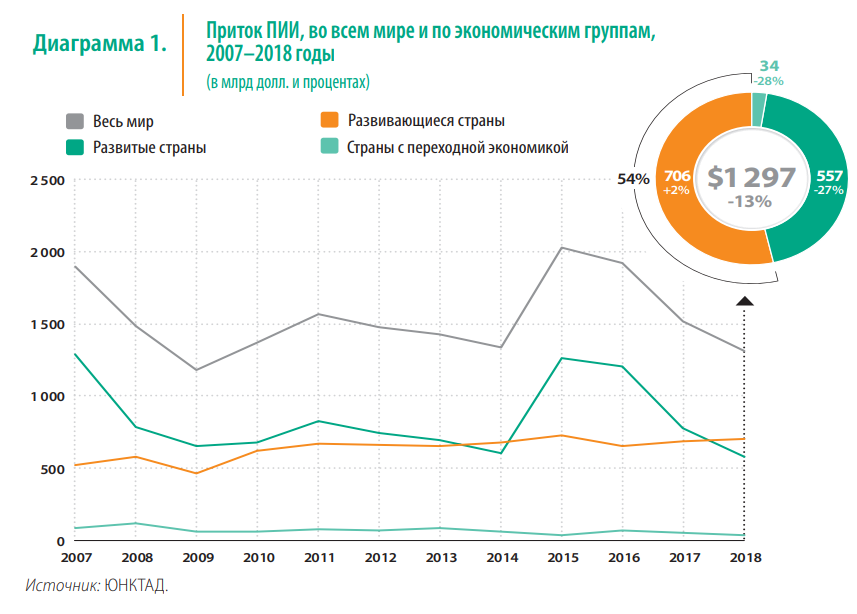 Диаграмма 1.
Приток ПИИ, во всем мире и по экономическим группам,
2007–2018 годы
(в млрд долл. и процентах)
Весь мир
Развивающиеся страны
Развитые страны
Страны с переходной экономикой
34
-28%
54%
706
+2%
$1 297
-13%
557
-27%
2 500
2 000
1 500
1 000
500
0
2007 2008 2009 2010 2011 2012 2013 2014 2015 2016 2017 2018
Источник: ЮНКТАД.